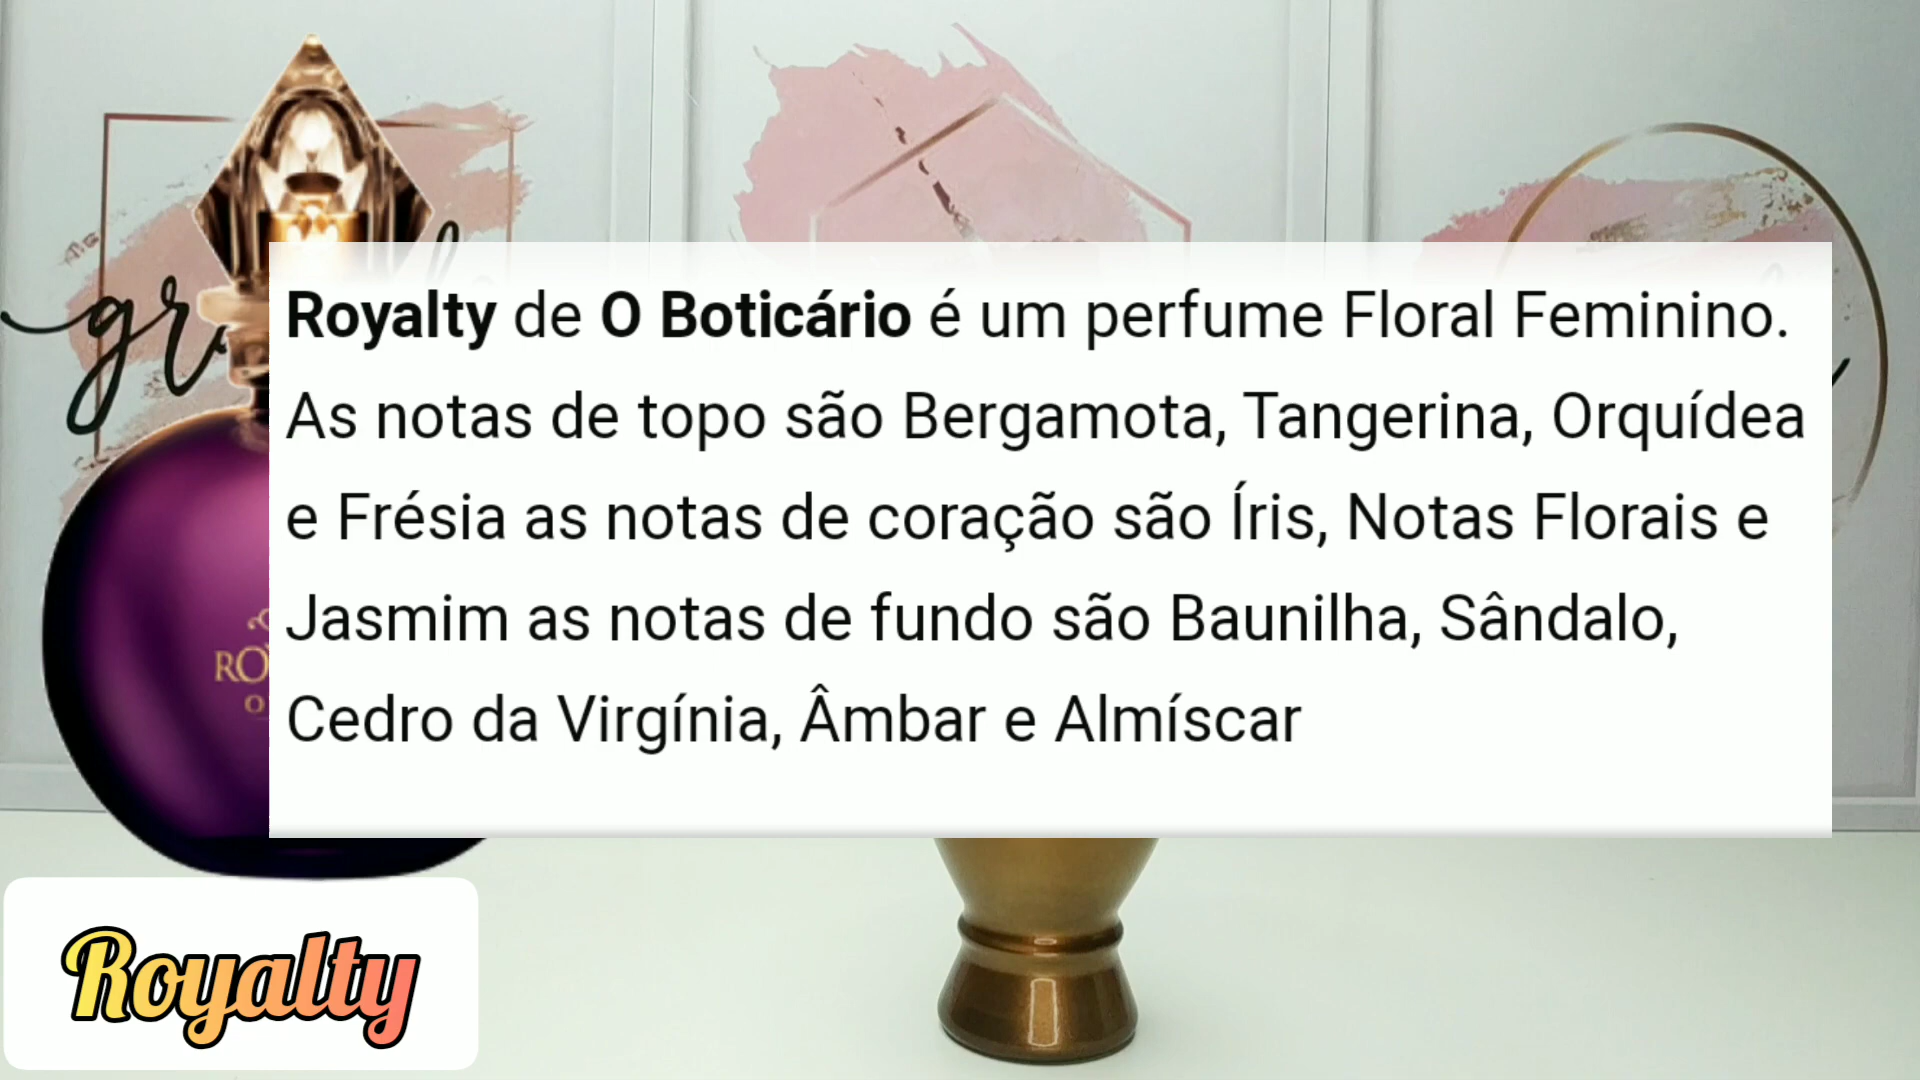 Royalty de O Boticário é um perfume Floral Feminino.
As notas de topo são Bergamota, Tangerina, Orquídea
e Frésia as notas de coração são Íris, Notas Florais e
Jasmim as notas de fundo são Baunilha, Sândalo,
Cedro da Virgínia, Âmbar e Almíscar
Royalty